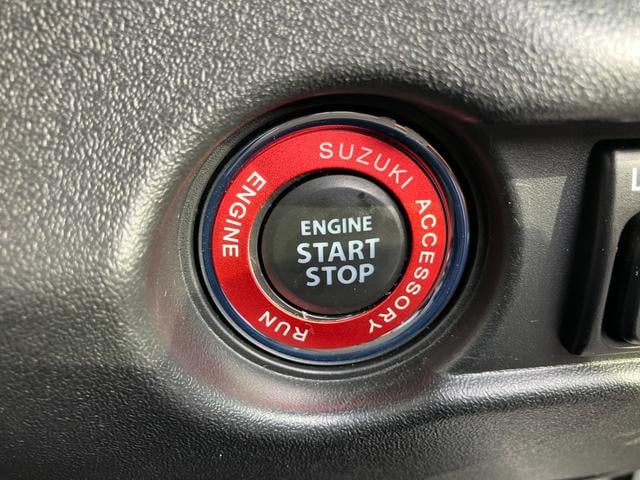 SUZUKI ACCESSORY
RUN
ENGINE
ENGINE
START
STOP
L